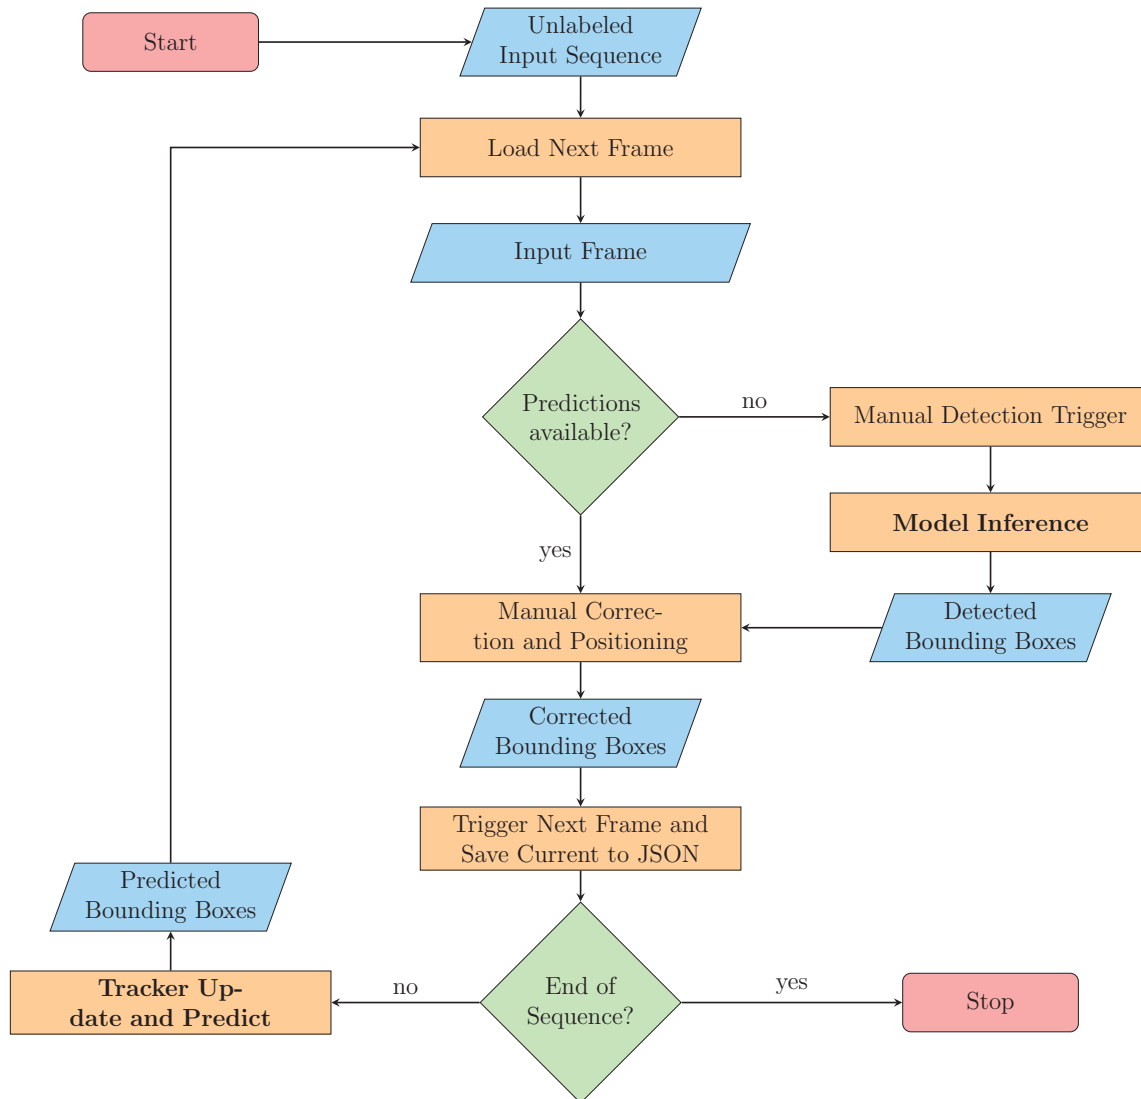 Start
Unlabeled
Input Sequence
Load Next Frame
Input Frame
Predictions
available?
no
Manual Detection Trigger
Model Inference
yes
Detected
Bounding Boxes
Manual Correc-
tion and Positioning
Corrected
Bounding Boxes
Trigger Next Frame and
Save Current to JSON
Predicted
Bounding Boxes
Tracker Up-
date and Predict
no
End of
Sequence?
yes
Stop